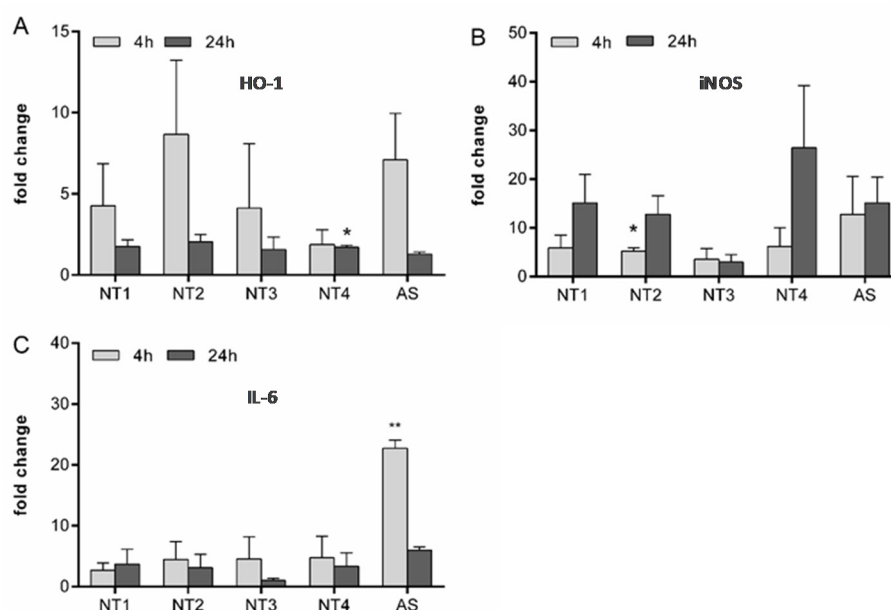 A
4h 24h
HO-1
fold change
15
10
5
0
*
NT1 NT2 NT3 NT4 AS
B
4h 24h
iNOS
fold change
50
40
30
20
10
0
*
NT1 NT2 NT3 NT4 AS
C
4h 24h
IL-6
fold change
40
30
20
10
0
**
NT1 NT2 NT3 NT4 AS